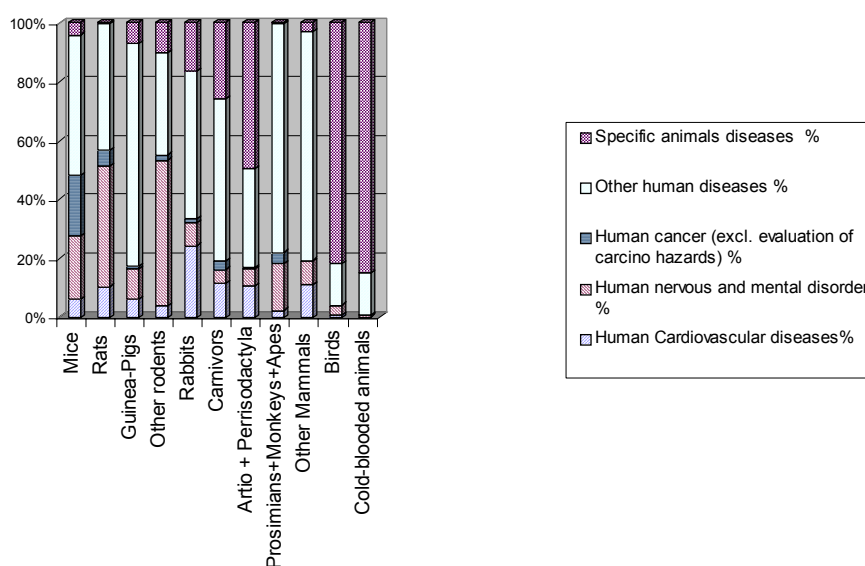 100%
80%
60%
40%
20%
0%
Mice
Rats
Guinea-Pigs
Other rodents
Rabbits
Carnivors
Artio + Perrisodactyla
Prosimians+Monkeys+Apes
Other Mammals
Birds
Cold-blooded animals
Specific animals diseases %
Other human diseases %
Human cancer (excl. evaluation of
carcino hazards) %
Human nervous and mental disorder
%
Human Cardiovascular diseases%